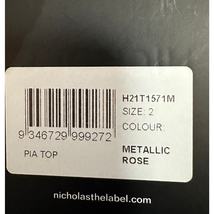 H21T1571M
SIZE: 2
COLOUR:
9 346729 999272
PIA TOP
METALLIC
ROSE
nicholasthelabel.com